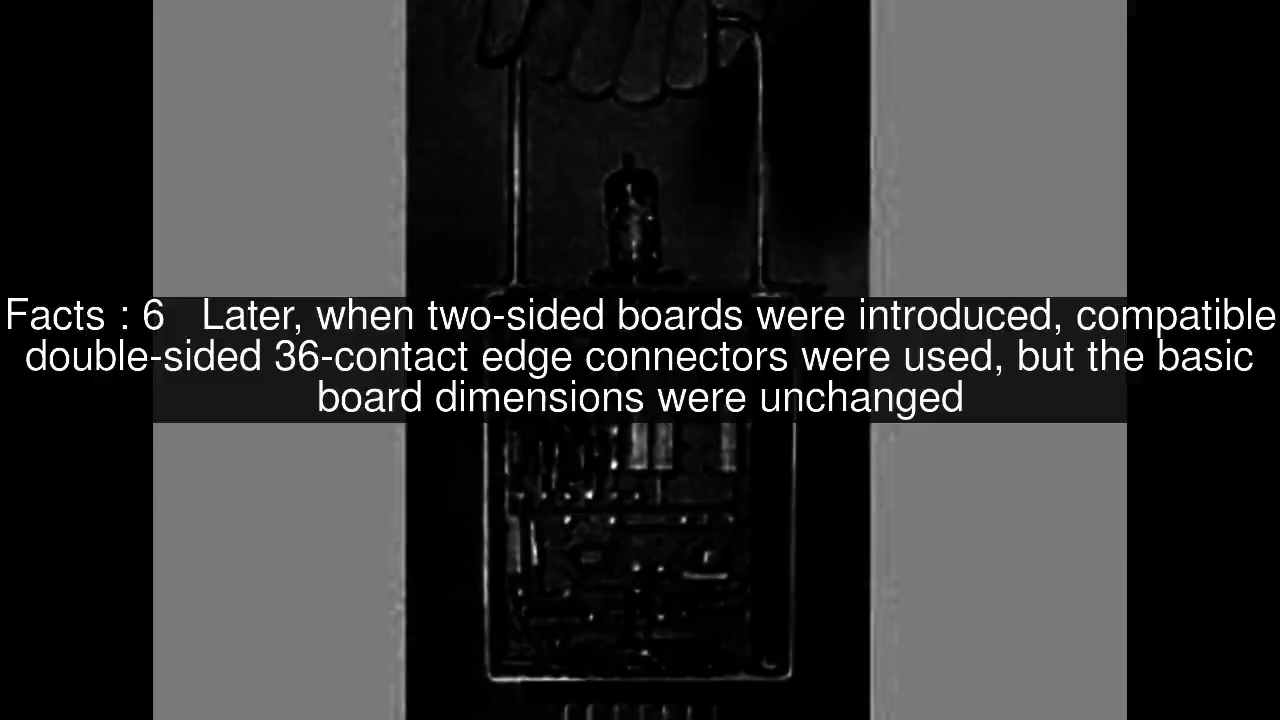 Facts : 6 Later, when two-sided boards were introduced, compatible
double-sided 36-contact edge connectors were used, but the basic
board dimensions were unchanged